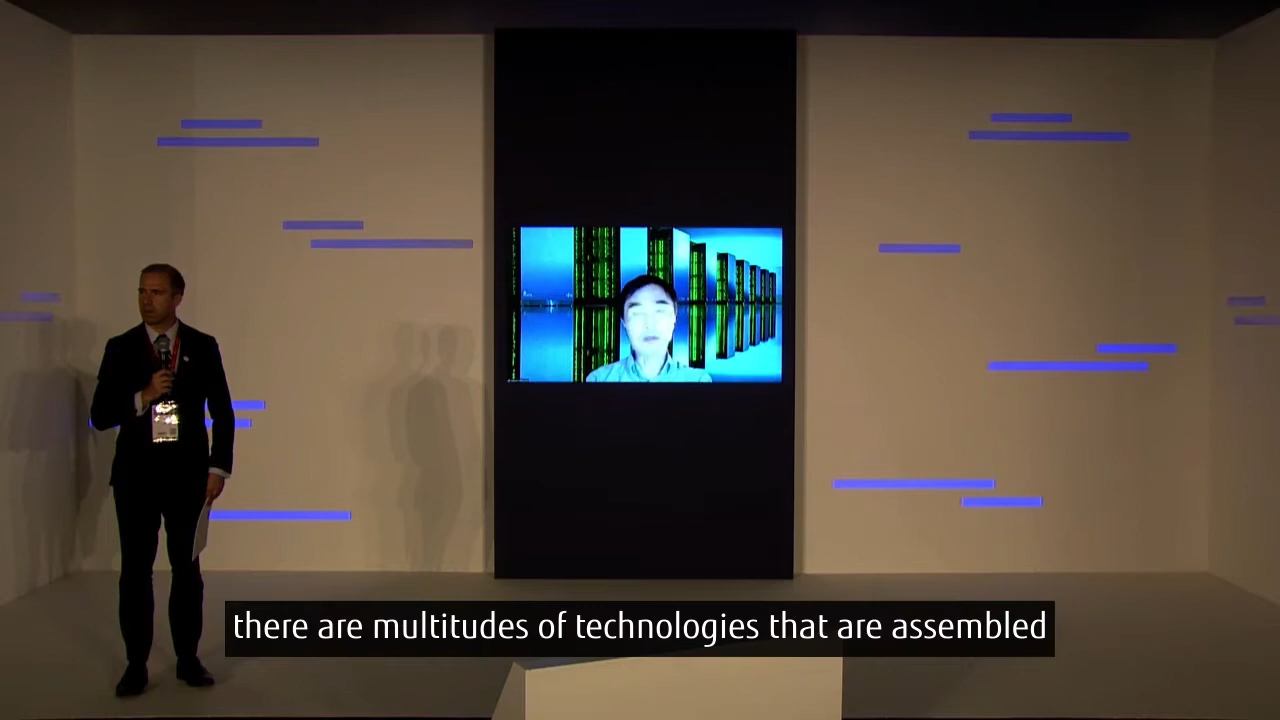 there are multitudes of technologies that are assembled